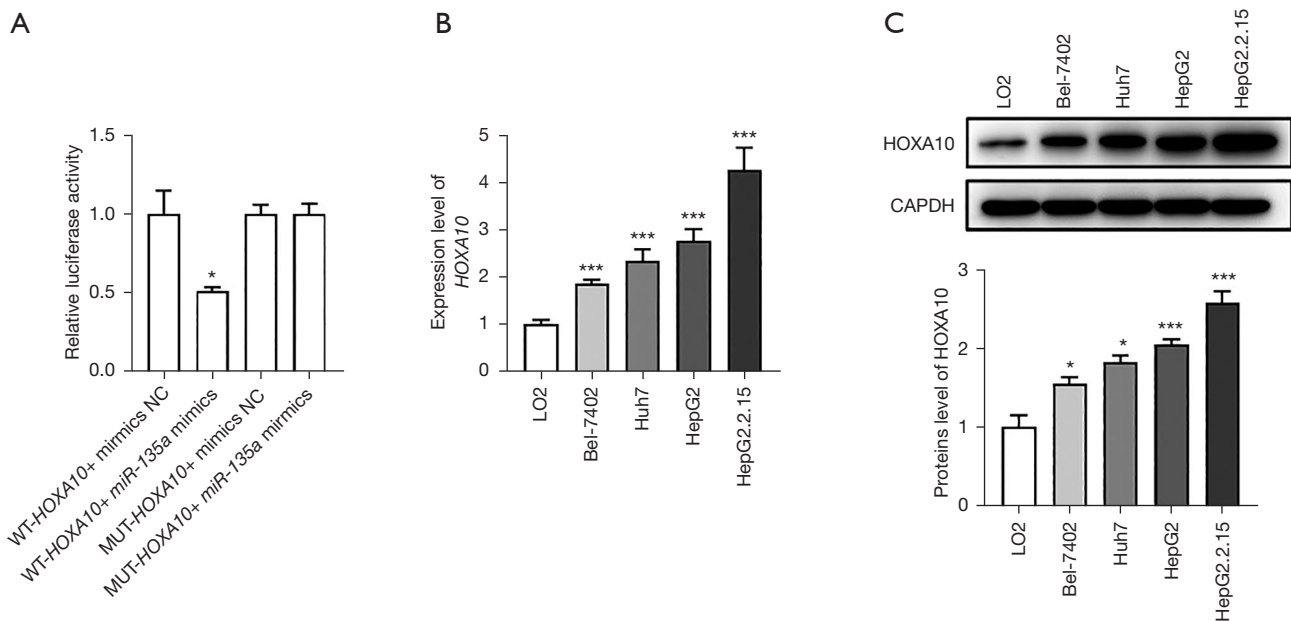 A
Relative luciferase activity
1.5
1.0
0.5
0.0
*
WT-HOXA10+ mirmics NC
WT-HOXA10+ miR-135a mimics
MUT-HOXA10+ mimics NC
MUT-HOXA10+ miR-135a mirmics
B
Expression level of
HOXA10
5
4
3
2
1
0
***
***
***
***
LO2
Bel-7402
Huh7
HepG2
HepG2.2.15
C
LO2
Bel-7402
Huh7
HepG2
HepG2.2.15
HOXA10
CAPDH
Proteins level of HOXA10
3
2
1
0
*
*
***
***
LO2
Bel-7402
Huh7
HepG2
HepG2.2.15